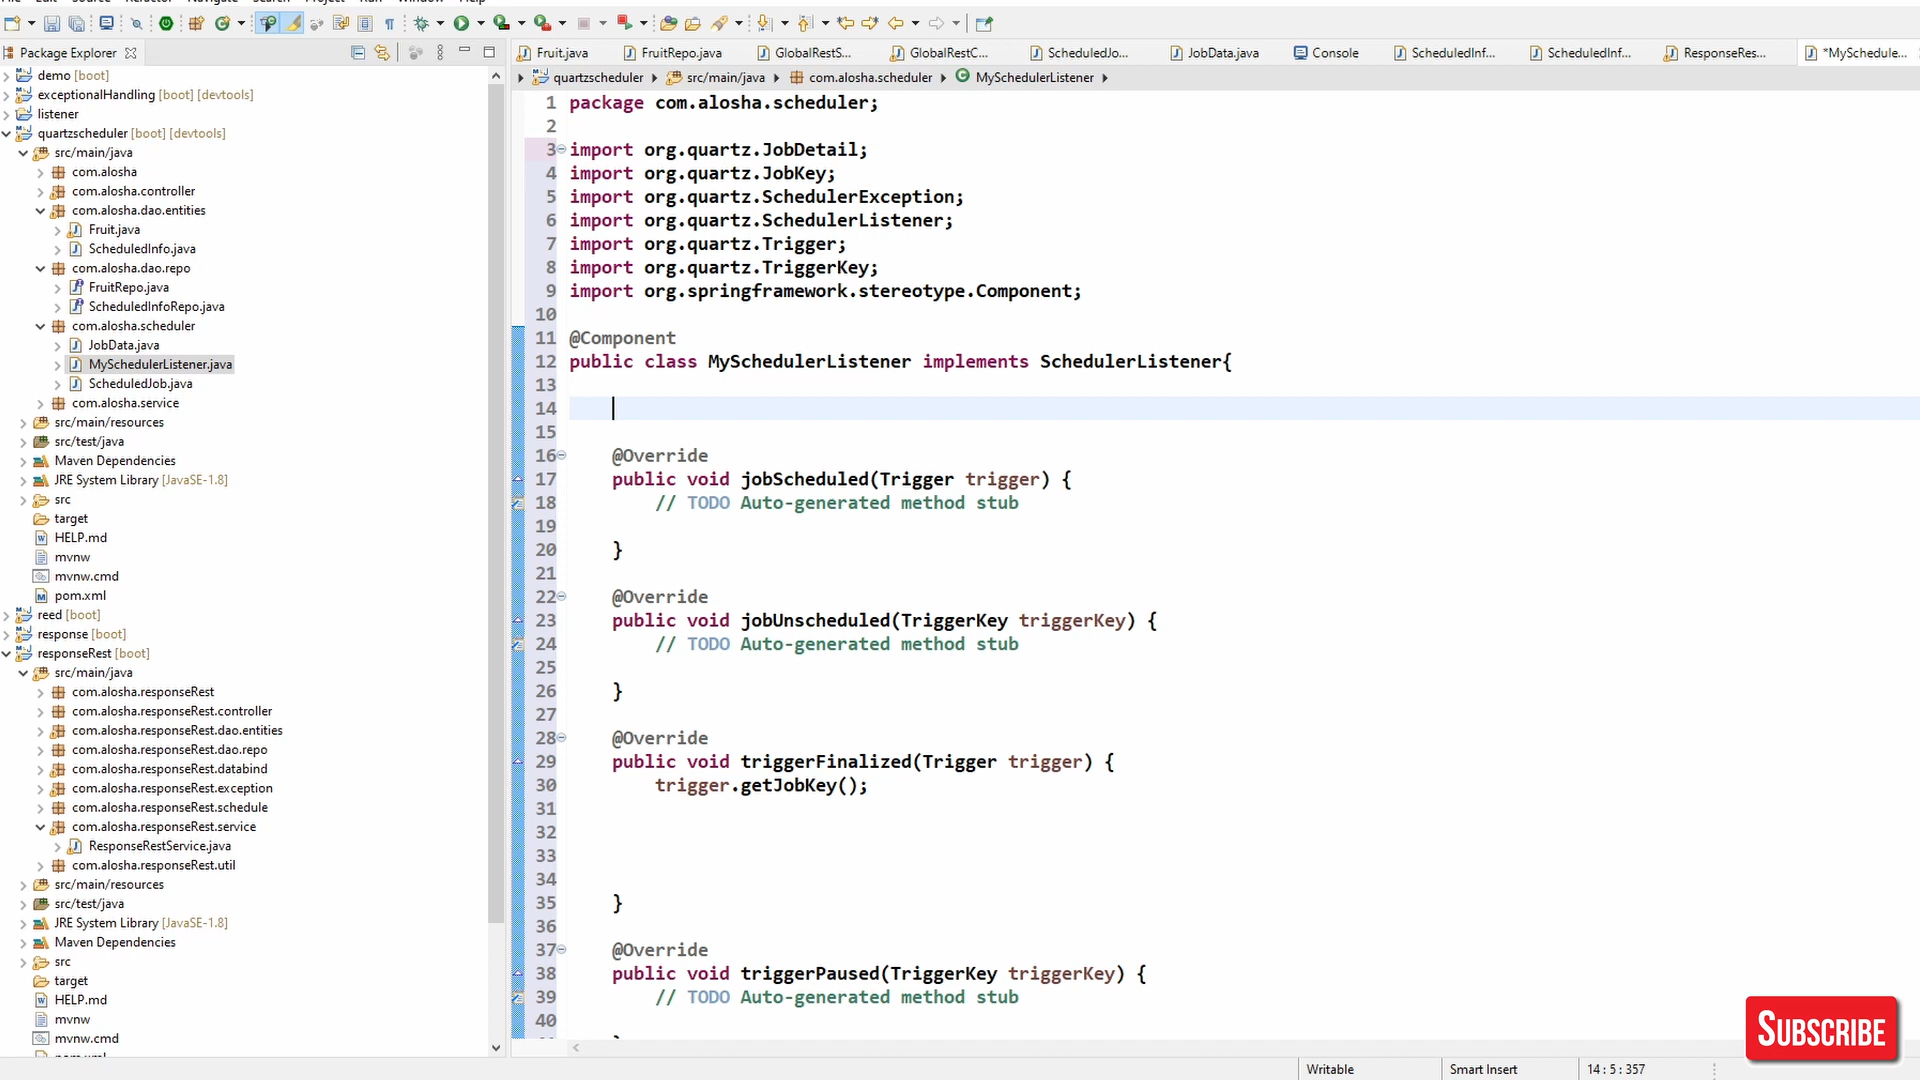 Package Explorer
demo [boot]
exceptionalHandling [boot] [devtools]
listener
quartzscheduler [boot] [devtools]
src/main/java
com.alosha
com.alosha.controller
com.alosha.dao.entities
Fruit.java
ScheduledInfo.java
com.alosha.dao.repo
FruitRepo.java
ScheduledInfoRepo.java
com.alosha.scheduler
JobData.java
MySchedulerListener.java
ScheduledJob.java
com.alosha.service
src/main/resources
src/test/java
Maven Dependencies
JRE System Library [JavaSE-1.8]
src
target
HELP.md
mvnw
mvnw.cmd
pom.xml
reed [boot]
response [boot]
responseRest [boot]
src/main/java
com.alosha.responseRest
com.alosha.responseRest.controller
com.alosha.responseRest.dao.entities
com.alosha.responseRest.dao.repo
com.alosha.responseRest.databind
com.alosha.responseRest.exception
com.alosha.responseRest.schedule
com.alosha.responseRest.service
ResponseRestService.java
com.alosha.responseRest.util
src/main/resources
src/test/java
JRE System Library [JavaSE-1.8]
Maven Dependencies
src
target
HELP.md
mvnw
mvnw.cmd
Fruit.java FruitRepo.java GlobalRestS... GlobalRestC... ScheduledJo... JobData.java Console ScheduledInf... ScheduledInf... ResponseRes... *MySchedule...
quartzscheduler src/main/java com.alosha.scheduler MySchedulerListener
1 package com.alosha.scheduler;
2
3 import org.quartz.JobDetail;
4 import org.quartz.JobKey;
5 import org.quartz.SchedulerException;
6 import org.quartz.SchedulerListener;
7 import org.quartz.Trigger;
8 import org.quartz.TriggerKey;
9 import org.springframework.stereotype.Component;
10
11 @Component
12 public class MySchedulerListener implements SchedulerListener{
13
14
15
16 @Override
17 public void jobScheduled(Trigger trigger) {
18 // TODO Auto-generated method stub
19
20 }
21
22 @Override
23 public void jobUnscheduled(TriggerKey triggerKey) {
24 // TODO Auto-generated method stub
25
26 }
27
28 @Override
29 public void triggerFinalized(Trigger trigger) {
30 trigger.getJobKey();
31
32
33
34
35 }
36
37 @Override
38 public void triggerPaused(TriggerKey triggerKey) {
39 // TODO Auto-generated method stub
40
SUBSCRIBE
Writable Smart Insert 14 : 5 : 357